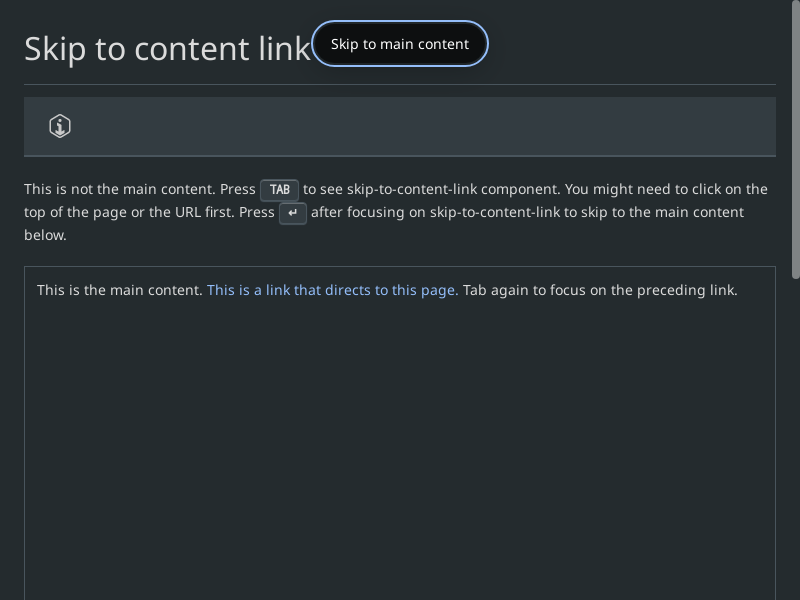 Skip to content link
Skip to main content
This is not the main content. Press TAB to see skip-to-content-link component. You might need to click on the
top of the page or the URL first. Press ↵ after focusing on skip-to-content-link to skip to the main content
below.
This is the main content. This is a link that directs to this page. Tab again to focus on the preceding link.